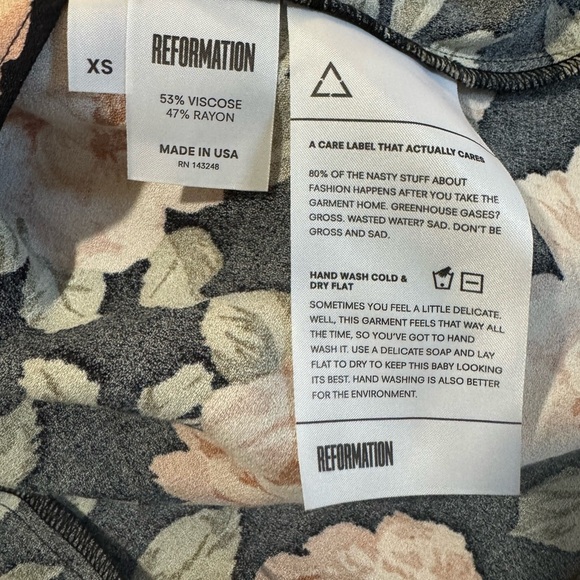 XS
REFORMATION
53% VISCOSE
47% RAYON
MADE IN USA
RN 143248
A CARE LABEL THAT ACTUALLY CARES
80% OF THE NASTY STUFF ABOUT
FASHION HAPPENS AFTER YOU TAKE THE
GARMENT HOME. GREENHOUSE GASES?
GROSS. WASTED WATER? SAD. DON'T BE
GROSS AND SAD.
HAND WASH COLD &
DRY FLAT
SOMETIMES YOU FEEL A LITTLE DELICATE.
WELL, THIS GARMENT FEELS THAT WAY ALL
THE TIME, SO YOU'VE GOT TO HAND
WASH IT. USE A DELICATE SOAP AND LAY
FLAT TO DRY TO KEEP THIS BABY LOOKING
ITS BEST. HAND WASHING IS ALSO BETTER
FOR THE ENVIRONMENT.
REFORMATION